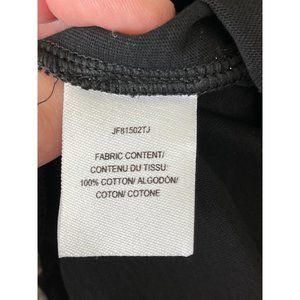 JF81502TJ
FABRIC CONTENT/
CONTENU DU TISSU:
100% COTTON/ ALGODÓN/
COTON/ COTONE